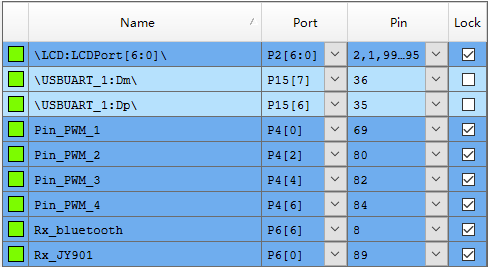 Name Port Pin Lock
\LCD:LCDPort[6:0]\ P2[6:0] 2,1,99…95
\USBUART_1:Dm\ P15[7] 36
\USBUART_1:Dp\ P15[6] 35
Pin_PWM_1 P4[0] 69
Pin_PWM_2 P4[2] 80
Pin_PWM_3 P4[4] 82
Pin_PWM_4 P4[6] 84
Rx_bluetooth P6[6] 8
Rx_JY901 P6[0] 89